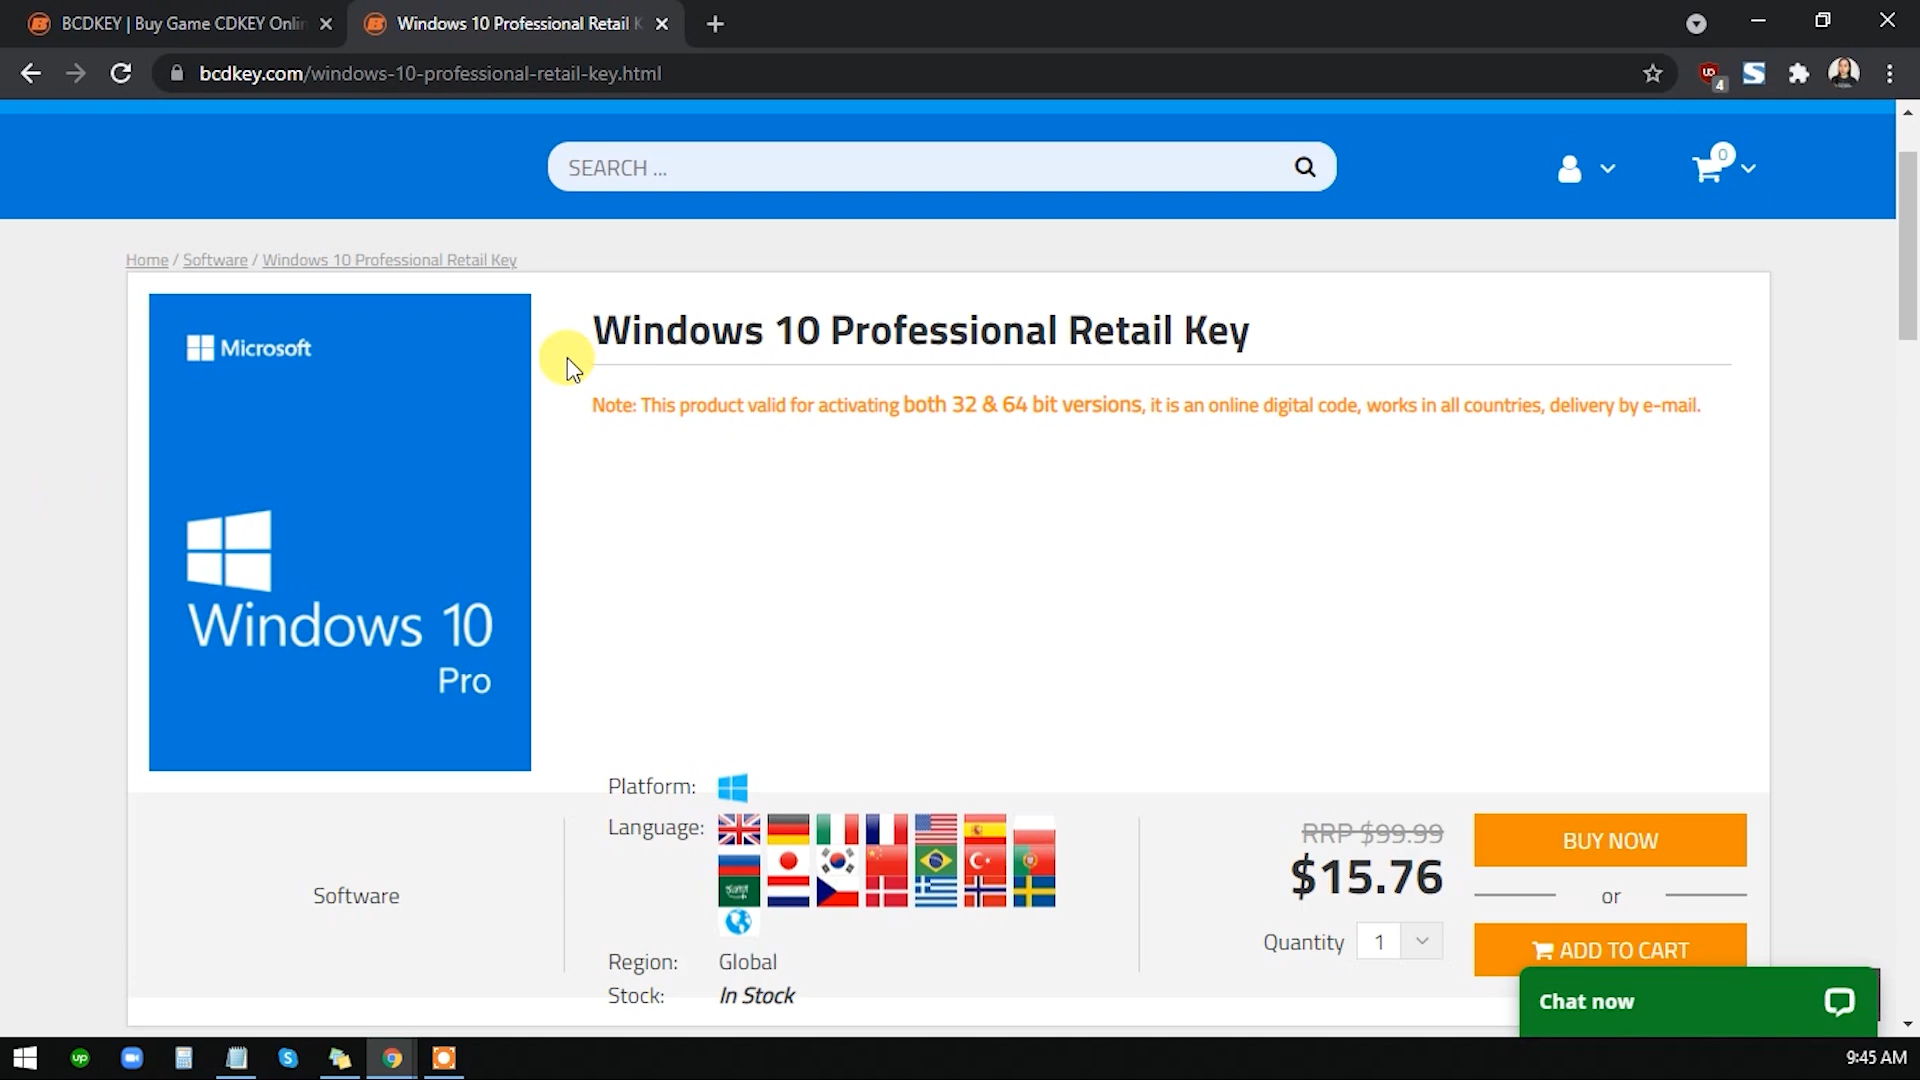 BCDKEY | Buy Game CDKEY Onlin
Windows 10 Professional Retail K
bcdkey.com/windows-10-professional-retail-key.html
4
SEARCH ...
0
Home / Software / Windows 10 Professional Retail Key
Microsoft
Windows 10
Pro
Windows 10 Professional Retail Key
Note: This product valid for activating both 32 & 64 bit versions, it is an online digital code, works in all countries, delivery by e-mail.
Software
Platform:
Language:
Region: Global
Stock: In Stock
RRP $99.99
$15.76
Quantity 1
BUY NOW
or
ADD TO CART
Chat now
up
9:45 AM